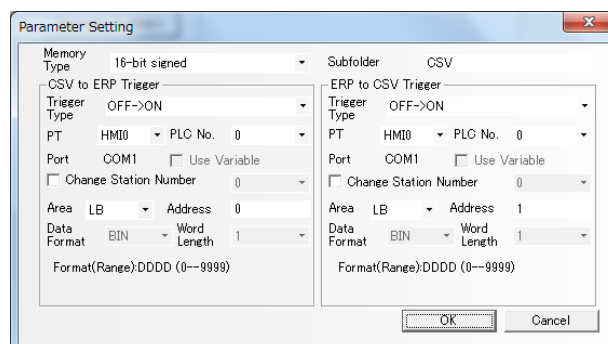 Parameter Setting
Memory Type 16-bit signed Subfolder CSV
CSV to ERP Trigger
Trigger Type OFF->ON
PT HMI0 PLC No. 0
Port COM1 Use Variable
Change Station Number 0
Area LB Address 0
Data Format BIN Word Length 1
Format(Range):DDDD (0--9999)
ERP to CSV Trigger
Trigger Type OFF->ON
PT HMI0 PLC No. 0
Port COM1 Use Variable
Change Station Number 0
Area LB Address 1
Data Format BIN Word Length 1
Format(Range):DDDD (0--9999)
OK Cancel